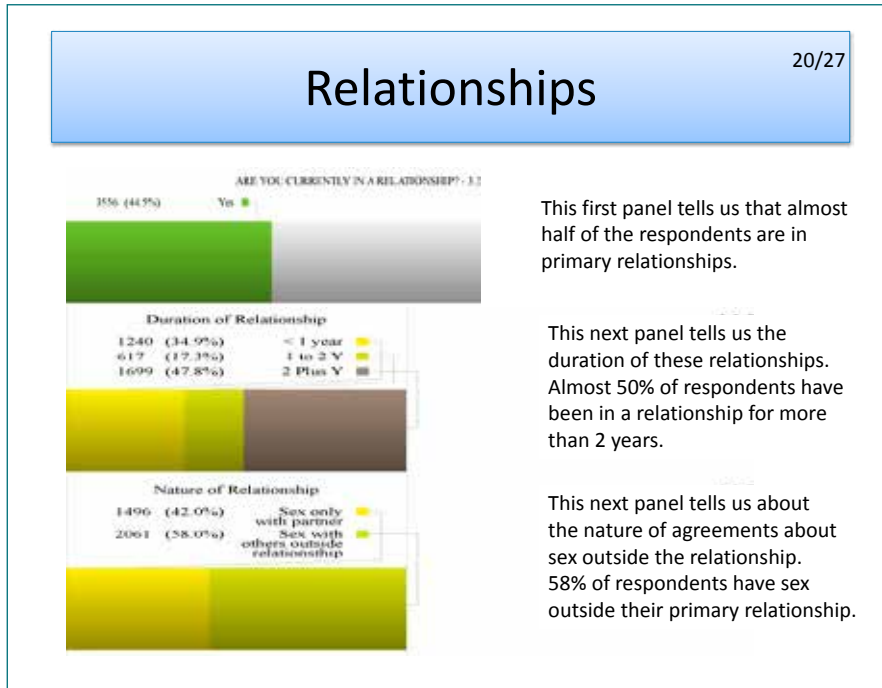 20/27
Relationships
ARE YOU CURRENTLY IN A RELATIONSHIP? - 3.
3556 (44.5%) Yes
This first panel tells us that almost
half of the respondents are in
primary relationships.
Duration of Relationship
1240 (34.9%) < 1 year
617 (17.3%) 1 to 2 Y
1699 (47.8%) 2 Plus Y
This next panel tells us the
duration of these relationships.
Almost 50% of respondents have
been in a relationship for more
than 2 years.
Nature of Relationship
1496 (42.0%) Sex only
with partner
2061 (58.0%) Sex with
others outside
relationsthip
This next panel tells us about
the nature of agreements about
sex outside the relationship.
58% of respondents have sex
outside their primary relationship.